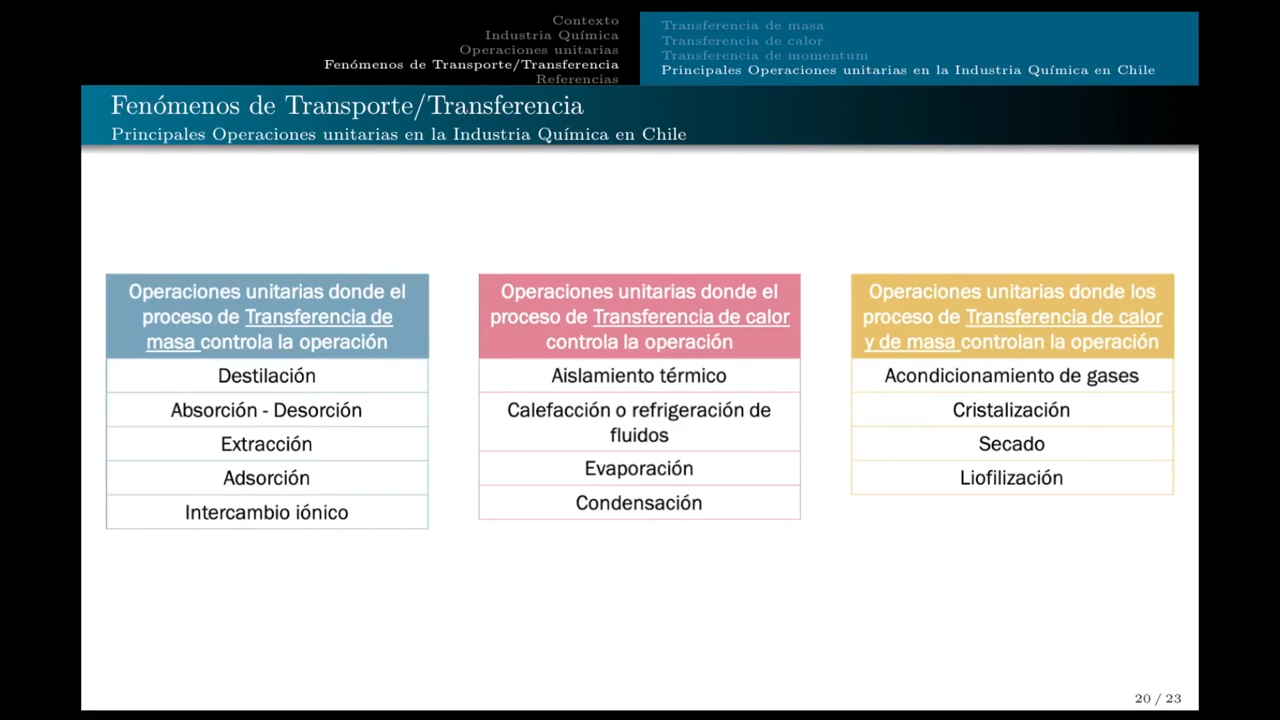 Contexto
Industria Química
Operaciones unitarias
Fenómenos de Transporte/Transferencia
Referencias
Transferencia de masa
Transferencia de calor
Transferencia de momentum
Principales Operaciones unitarias en la Industria Química en Chile
Fenómenos de Transporte/Transferencia
Principales Operaciones unitarias en la Industria Química en Chile
Operaciones unitarias donde el
proceso de Transferencia de
masa controla la operación
Destilación
Absorción - Desorción
Extracción
Adsorción
Intercambio iónico
Operaciones unitarias donde el
proceso de Transferencia de calor
controla la operación
Aislamiento térmico
Calefacción o refrigeración de
fluidos
Evaporación
Condensación
Operaciones unitarias donde los
proceso de Transferencia de calor
y de masa controlan la operación
Acondicionamiento de gases
Cristalización
Secado
Liofilización
20 / 23